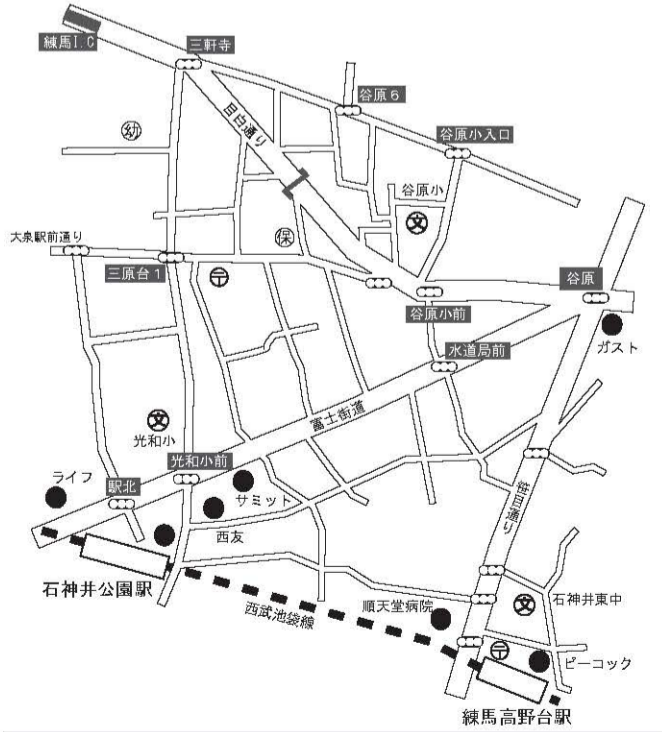 練馬I.C
三軒寺
谷原6
目白通り
谷原小入口
幼
谷原小
文
保
大泉駅前通り
三原台1
〒
谷原
谷原小前
ガスト
水道局前
富士街道
文
光和小
光和小前
ライフ
駅北
サミット
西友
笹目通り
石神井公園駅
西武池袋線
順天堂病院
文
石神井東中
〒
ピーコック
練馬高野台駅